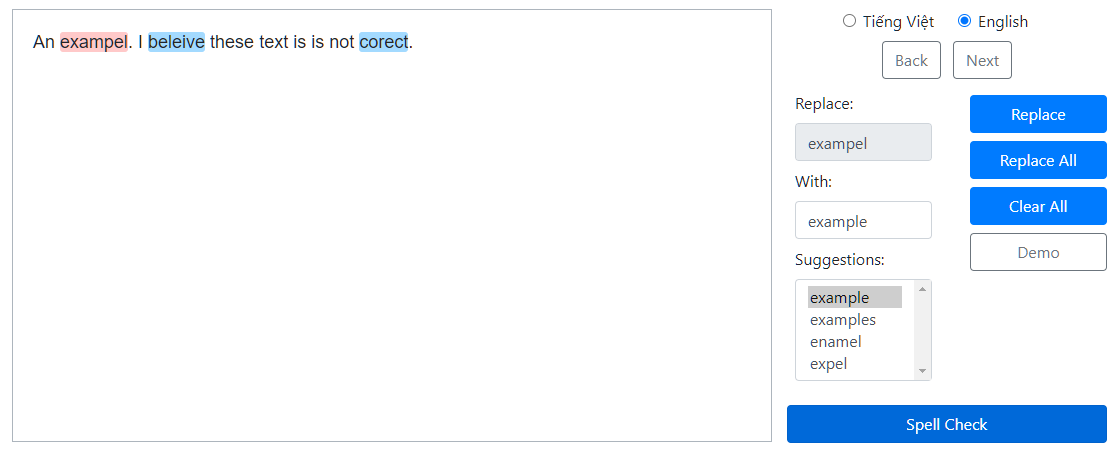 An exampel. I beleive these text is is not corect.
Tiếng Việt English
Back Next
Replace:
exampel
With:
example
Suggestions:
example
examples
enamel
expel
Replace
Replace All
Clear All
Demo
Spell Check